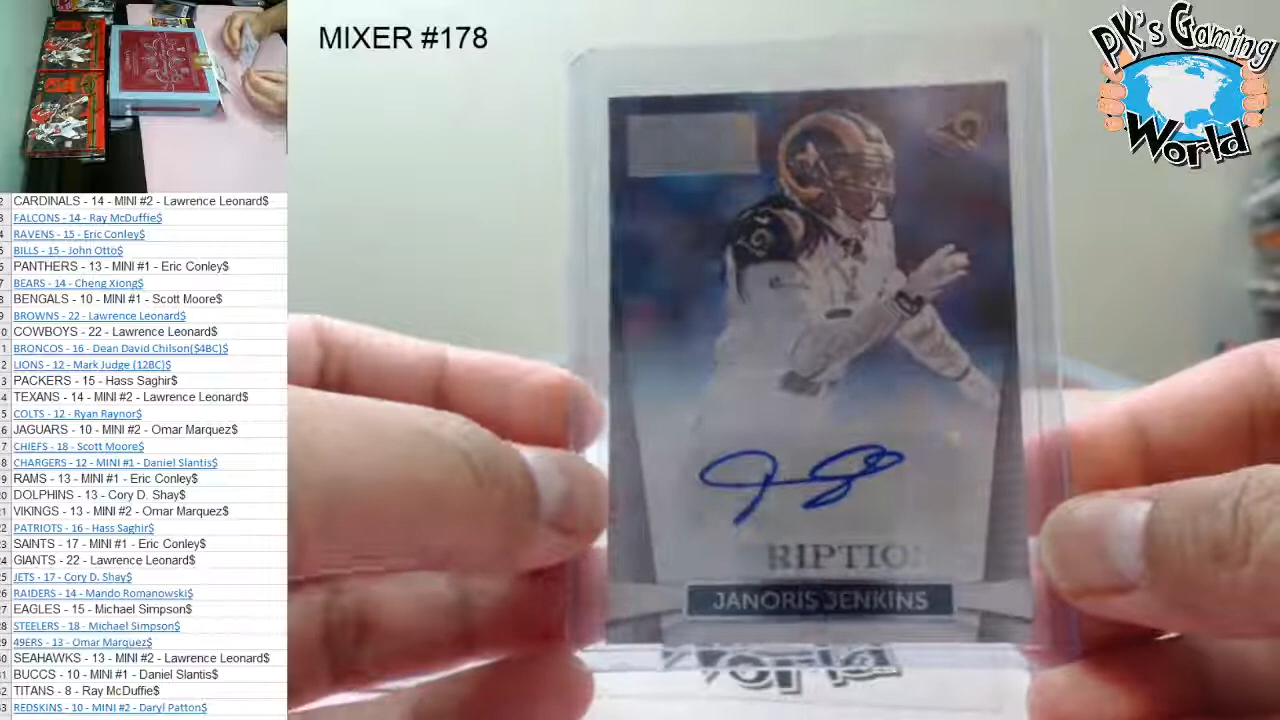 MIXER #178
PK's Gaming
World
CARDINALS - 14 - MINI #2 - Lawrence Leonard$
FALCONS - 14 - Ray McDuffie$
RAVENS - 15 - Eric Conley$
BILLS - 15 - John Otto$
PANTHERS - 13 - MINI #1 - Eric Conley$
BEARS - 14 - Cheng Xiong$
BENGALS - 10 - MINI #1 - Scott Moore$
BROWNS - 22 - Lawrence Leonard$
COWBOYS - 22 - Lawrence Leonard$
BRONCOS - 16 - Dean David Chilson($4BC)$
LIONS - 12 - Mark Judge (12BC)$
PACKERS - 15 - Hass Saghir$
TEXANS - 14 - MINI #2 - Lawrence Leonard$
COLTS - 12 - Ryan Raynor$
JAGUARS - 10 - MINI #2 - Omar Marquez$
CHIEFS - 18 - Scott Moore$
CHARGERS - 12 - MINI #1 - Daniel Slantis$
RAMS - 13 - MINI #1 - Eric Conley$
DOLPHINS - 13 - Cory D. Shay$
VIKINGS - 13 - MINI #2 - Omar Marquez$
PATRIOTS - 16 - Hass Saghir$
SAINTS - 17 - MINI #1 - Eric Conley$
GIANTS - 22 - Lawrence Leonard$
JETS - 17 - Cory D. Shay$
RAIDERS - 14 - Mando Romanowski$
EAGLES - 15 - Michael Simpson$
STEELERS - 18 - Michael Simpson$
49ERS - 13 - Omar Marquez$
SEAHAWKS - 13 - MINI #2 - Lawrence Leonard$
BUCCS - 10 - MINI #1 - Daniel Slantis$
TITANS - 8 - Ray McDuffie$
REDSKINS - 10 - MINI #2 - Daryl Patton$
RIPTIO
JANORIS JENKINS
World